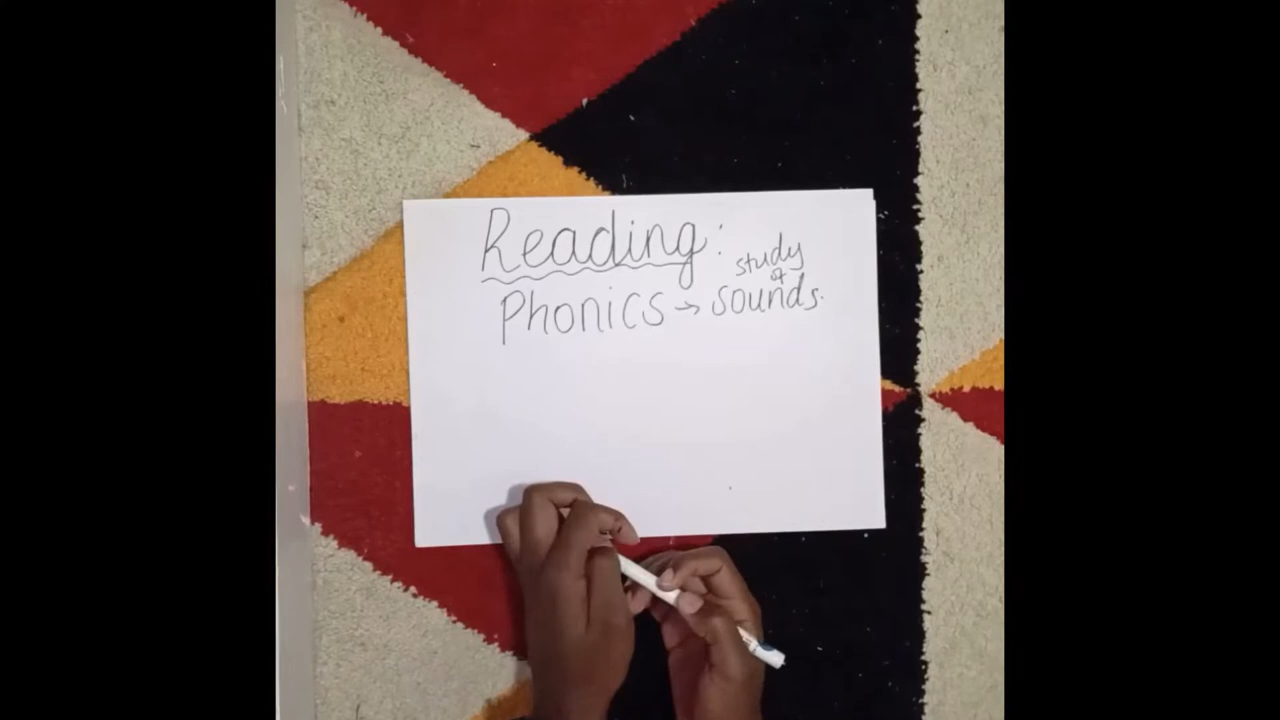 Reading:
study
of
Phonics → sounds.